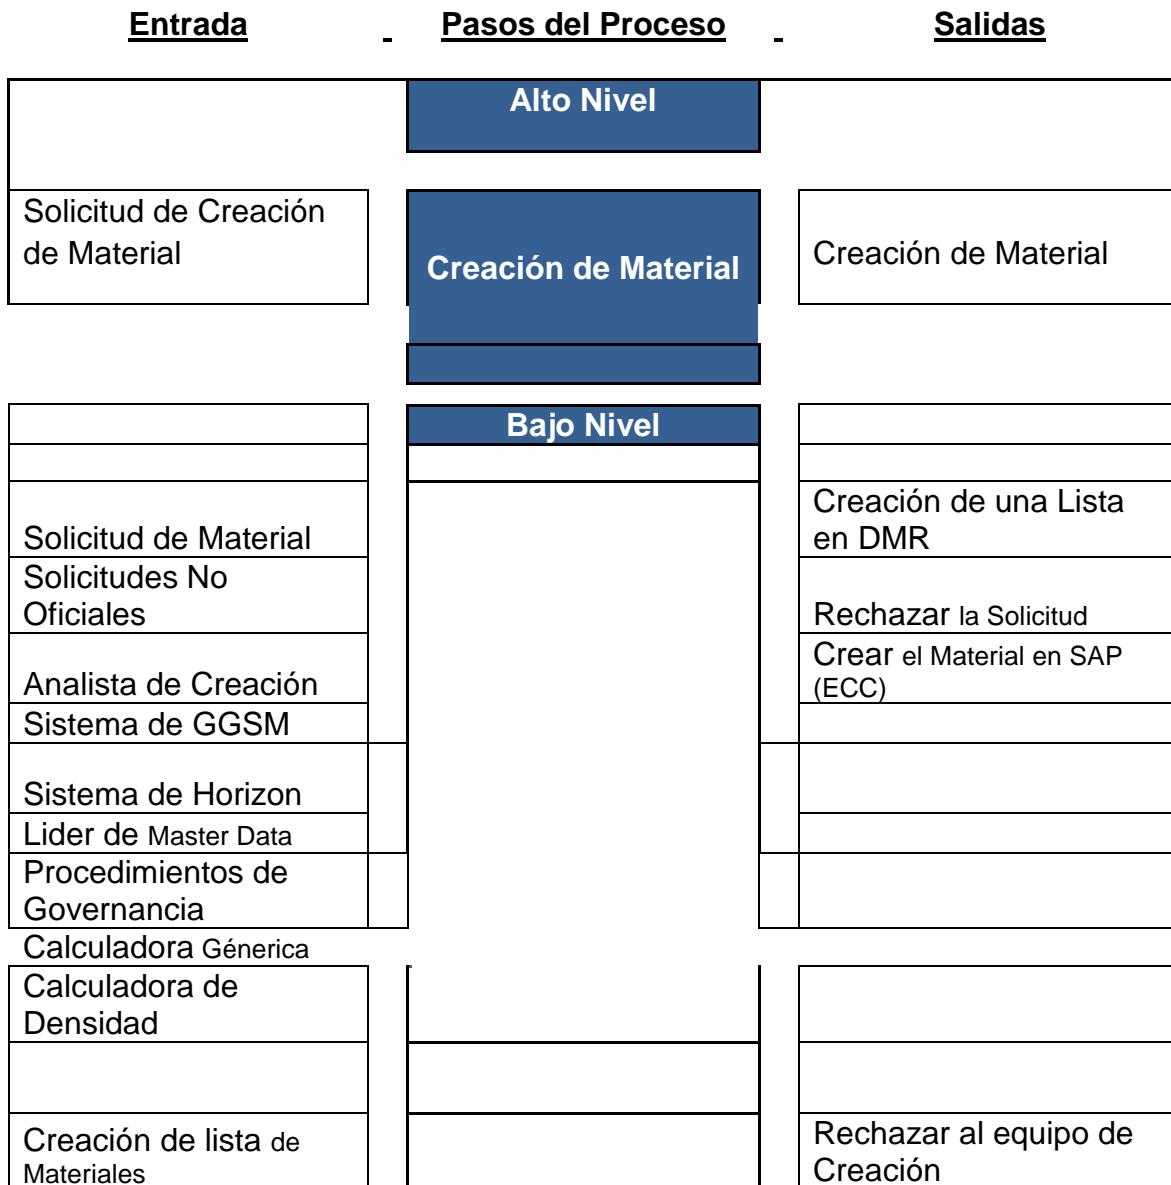 Entrada Pasos del Proceso Salidas
Alto Nivel
Solicitud de Creación
de Material
Creación de Material
Creación de Material
Bajo Nivel
Solicitud de Material
Creación de una Lista
en DMR
Solicitudes No
Oficiales
Rechazar la Solicitud
Analista de Creación
Crear el Material en SAP
(ECC)
Sistema de GGSM
Sistema de Horizon
Lider de Master Data
Procedimientos de
Governancia
Calculadora Génerica
Calculadora de
Densidad
Creación de lista de
Materiales
Rechazar al equipo de
Creación